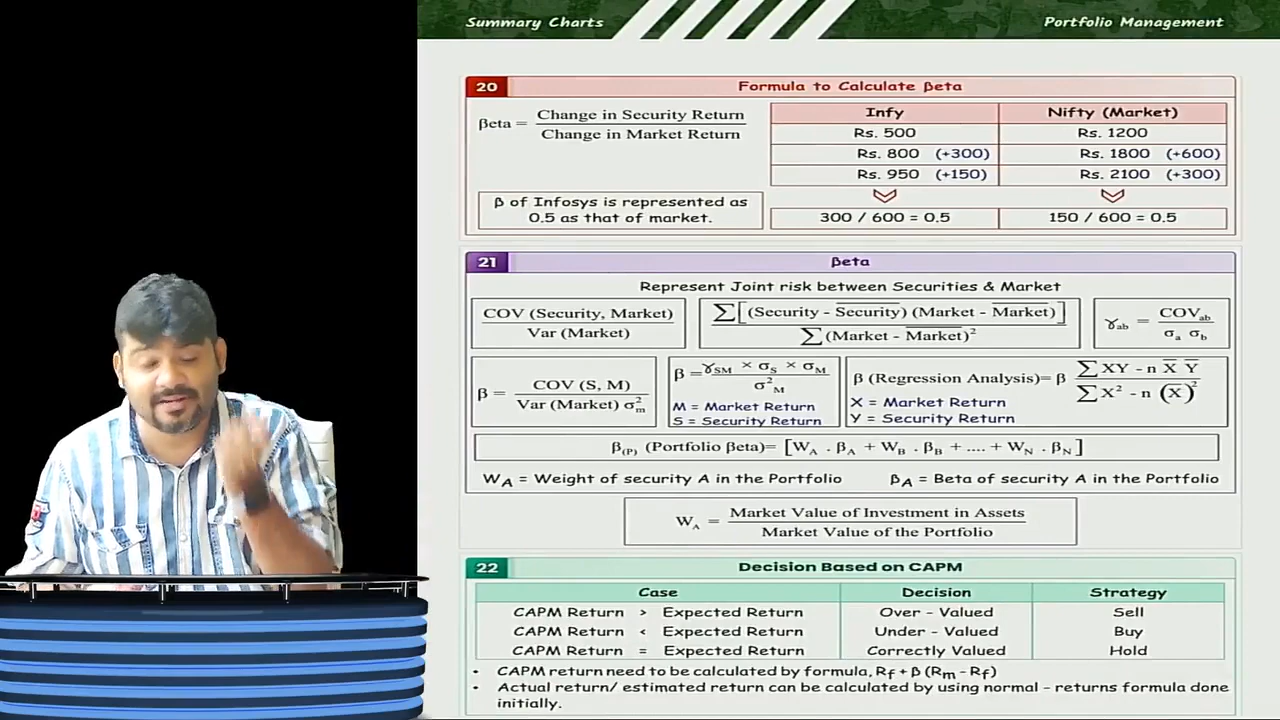 Summary Charts Portfolio Management
20 Formula to Calculate βeta
βeta = Change in Security Return / Change in Market Return
Infy Nifty (Market)
Rs. 500 Rs. 1200
Rs. 800 (+300) Rs. 1800 (+600)
Rs. 950 (+150) Rs. 2100 (+300)
β of Infosys is represented as
0.5 as that of market.
300 / 600 = 0.5 150 / 600 = 0.5
21 βeta
Represent Joint risk between Securities & Market
COV (Security, Market) / Var (Market)
∑[(Security - S̅e̅c̅u̅r̅i̅t̅y̅) (Market - M̅a̅r̅k̅e̅t̅)] / ∑(Market - M̅a̅r̅k̅e̅t̅)²
γab = COVab / σa σb
β = COV (S, M) / Var (Market) σ²m
β = γSM × σS × σM / σ²M
M = Market Return
S = Security Return
β (Regression Analysis)= β ∑ XY - n X̅ Y̅ / ∑ X² - n (X̅)²
X = Market Return
Y = Security Return
β(P) (Portfolio beta)= [WA . βA + WB . βB + .... + WN . βN]
WA = Weight of security A in the Portfolio βA = Beta of security A in the Portfolio
WA = Market Value of Investment in Assets / Market Value of the Portfolio
22 Decision Based on CAPM
Case Decision Strategy
CAPM Return > Expected Return Over - Valued Sell
CAPM Return < Expected Return Under - Valued Buy
CAPM Return = Expected Return Correctly Valued Hold
• CAPM return need to be calculated by formula, Rf + β (Rm - Rf)
• Actual return/ estimated return can be calculated by using normal - returns formula done
initially.